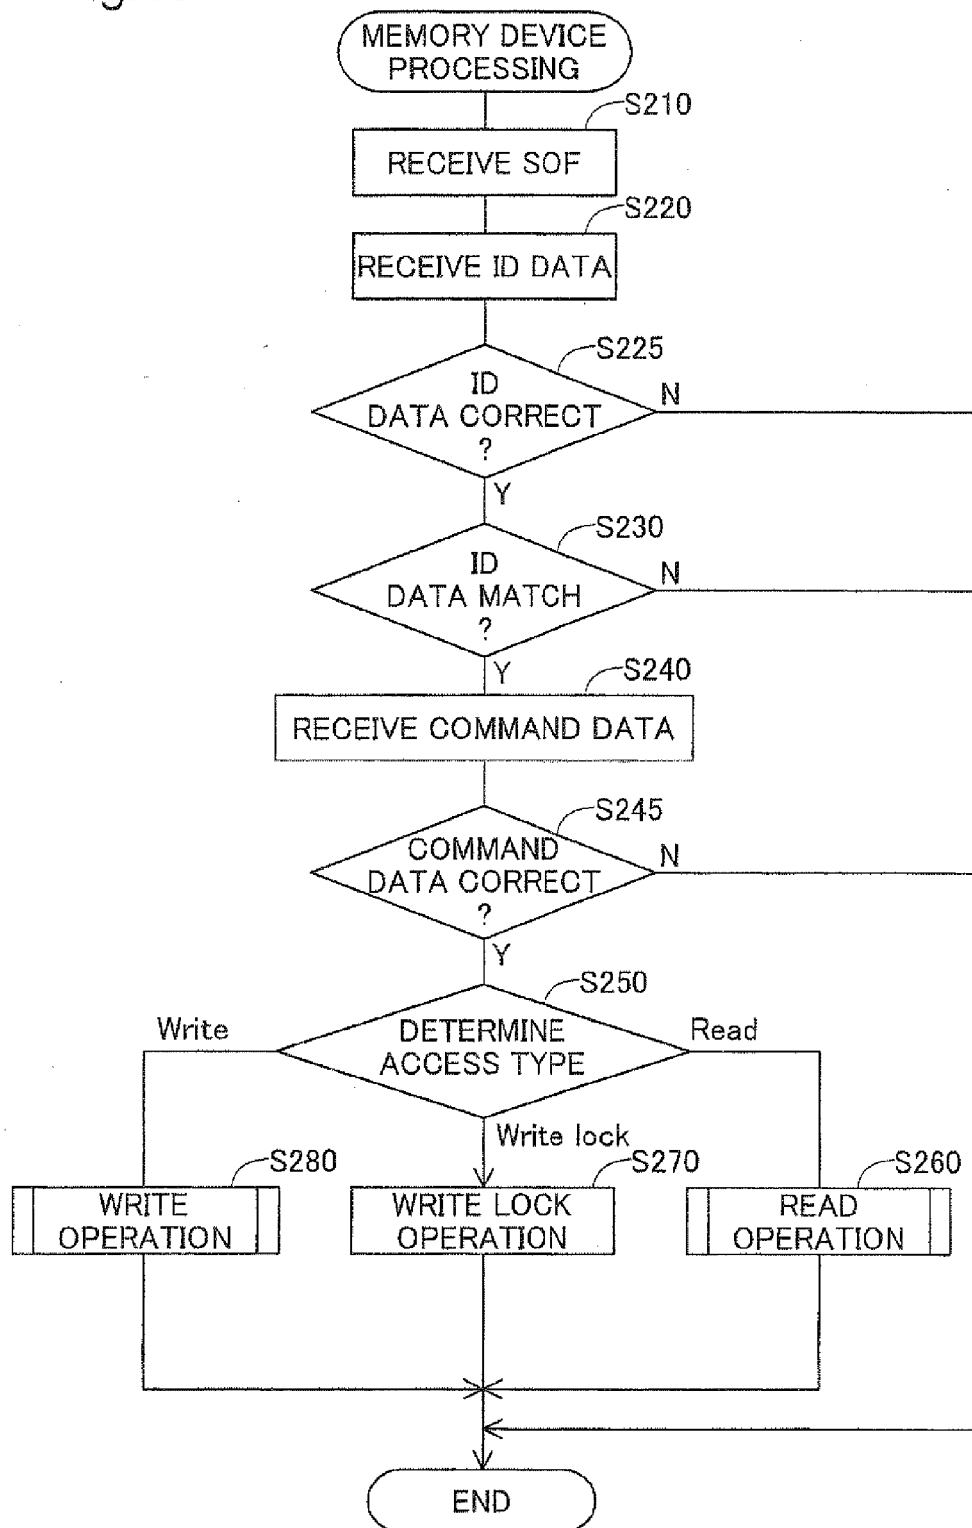 MEMORY DEVICE
PROCESSING
S210
RECEIVE SOF
S220
RECEIVE ID DATA
S225
ID
DATA CORRECT
?
N
Y
S230
ID
DATA MATCH
?
N
Y
S240
RECEIVE COMMAND DATA
S245
COMMAND
DATA CORRECT
?
N
Y
S250
DETERMINE
ACCESS TYPE
Write
Read
Write lock
S280
WRITE
OPERATION
S270
WRITE LOCK
OPERATION
S260
READ
OPERATION
END